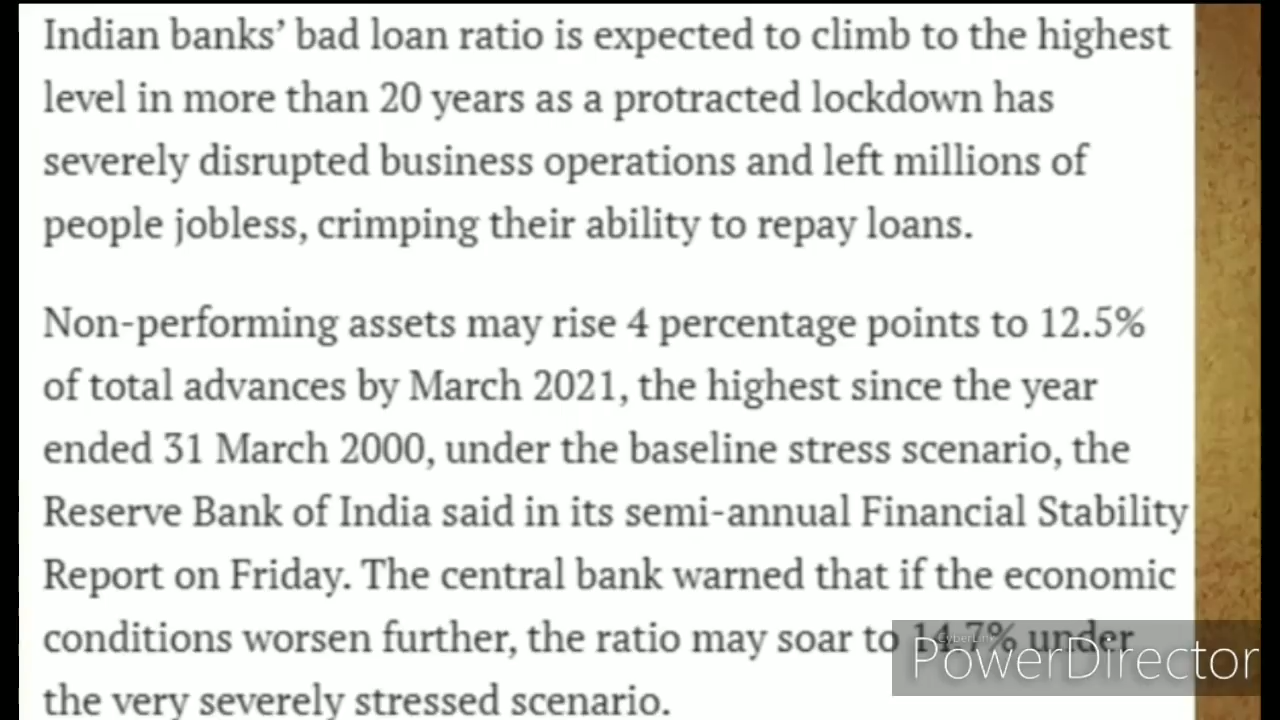 Indian banks’ bad loan ratio is expected to climb to the highest
level in more than 20 years as a protracted lockdown has
severely disrupted business operations and left millions of
people jobless, crimping their ability to repay loans.
Non-performing assets may rise 4 percentage points to 12.5%
of total advances by March 2021, the highest since the year
ended 31 March 2000, under the baseline stress scenario, the
Reserve Bank of India said in its semi-annual Financial Stability
Report on Friday. The central bank warned that if the economic
conditions worsen further, the ratio may soar to 14.7% under
the very severely stressed scenario.
CyberLink
PowerDirector